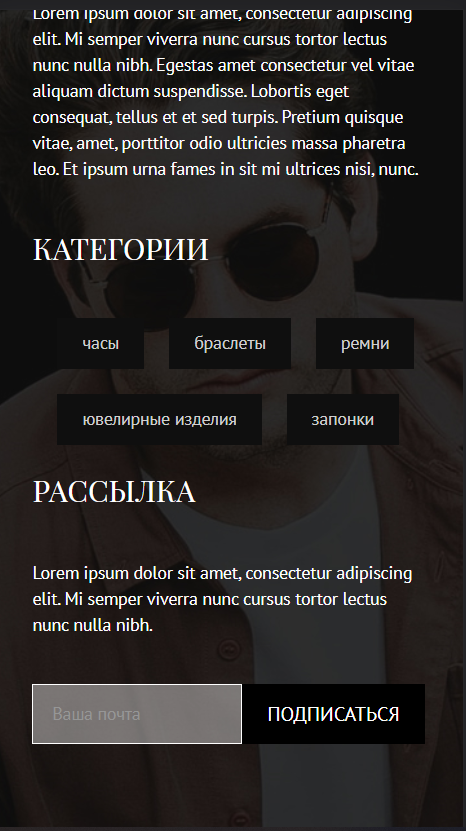 Lorem ipsum dolor sit amet, consectetur adipiscing
elit. Mi semper viverra nunc cursus tortor lectus
nunc nulla nibh. Egestas amet consectetur vel vitae
aliquam dictum suspendisse. Lobortis eget
consequat, tellus et et sed turpis. Pretium quisque
vitae, amet, porttitor odio ultricies massa pharetra
leo. Et ipsum urna fames in sit mi ultrices nisi, nunc.
КАТЕГОРИИ
часы браслеты ремни
ювелирные изделия запонки
РАССЫЛКА
Lorem ipsum dolor sit amet, consectetur adipiscing
elit. Mi semper viverra nunc cursus tortor lectus
nunc nulla nibh.
Ваша почта ПОДПИСАТЬСЯ